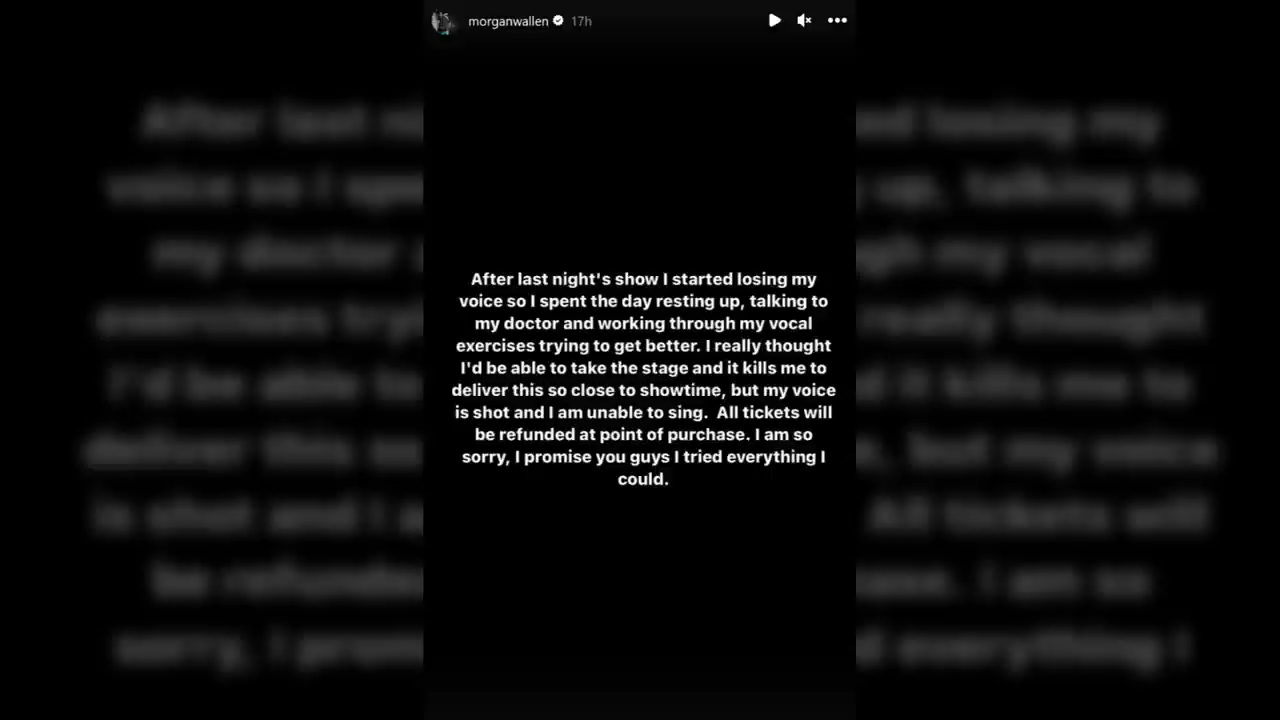 morganwallen 17h
After last night's show I started losing my
voice so I spent the day resting up, talking to
my doctor and working through my vocal
exercises trying to get better. I really thought
I'd be able to take the stage and it kills me to
deliver this so close to showtime, but my voice
is shot and I am unable to sing.  All tickets will
be refunded at point of purchase. I am so
sorry, I promise you guys I tried everything I
could.